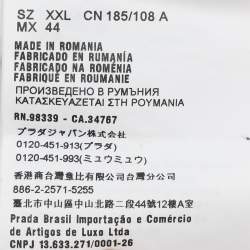 SZ XXL CN 185/108 A
MX 44
MADE IN ROMANIA
FABRICADO EN RUMANÍA
FABRICADO NA ROMÉNIA
FABRIQUÉ EN ROUMANIE
ПРОИЗВЕДЕНО В РУМЪНИЯ
ΚΑΤΑΣΚΕΥΑΖΕΤΑΙ ΣΤΗ ΡΟΥΜΑΝΙΑ
RN.98339 - CA.34767
プラダジャパン株式会社
0120-451-913(プラダ)
0120-451-993(ミュウミュウ)
香港商台灣普比有限公司台灣分公司
886-2-2571-5255
臺北市中山區中山北路二段44號12樓A室
Prada Brasil Importação e Comércio
de Artigos de Luxo Ltda
CNPJ 13.633.271/0001-26